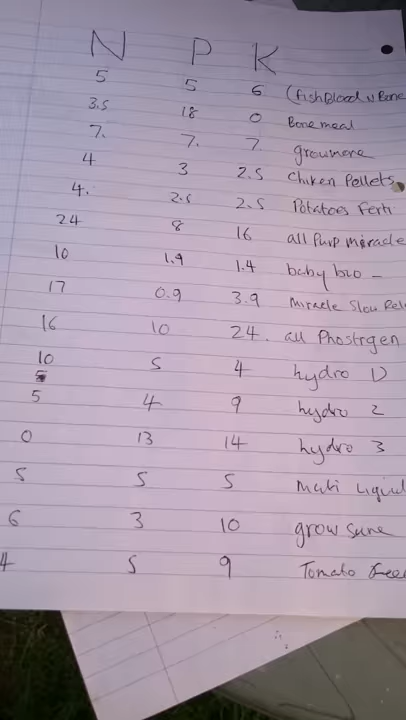 N P K
5 5 6 (fish Blood & Bone
3.5 18 0 Bonemeal
7. 7. 7 growmore
4 3 2.5 Chiken Pellets
4. 2.5 2.5 Potatoes Ferti
24 8 16 all Purp miracle
10 1.9 1.4 baby bio -
17 0.9 3.9 Miracle Slow Rele
16 10 24. all Phostrgen
10 5 4 hydro 1)
5 4 9 hydro 2
0 13 14 hydro 3
5 5 5 Multi Liquid
6 3 10 grow sure
4 5 9 Tomato Feed